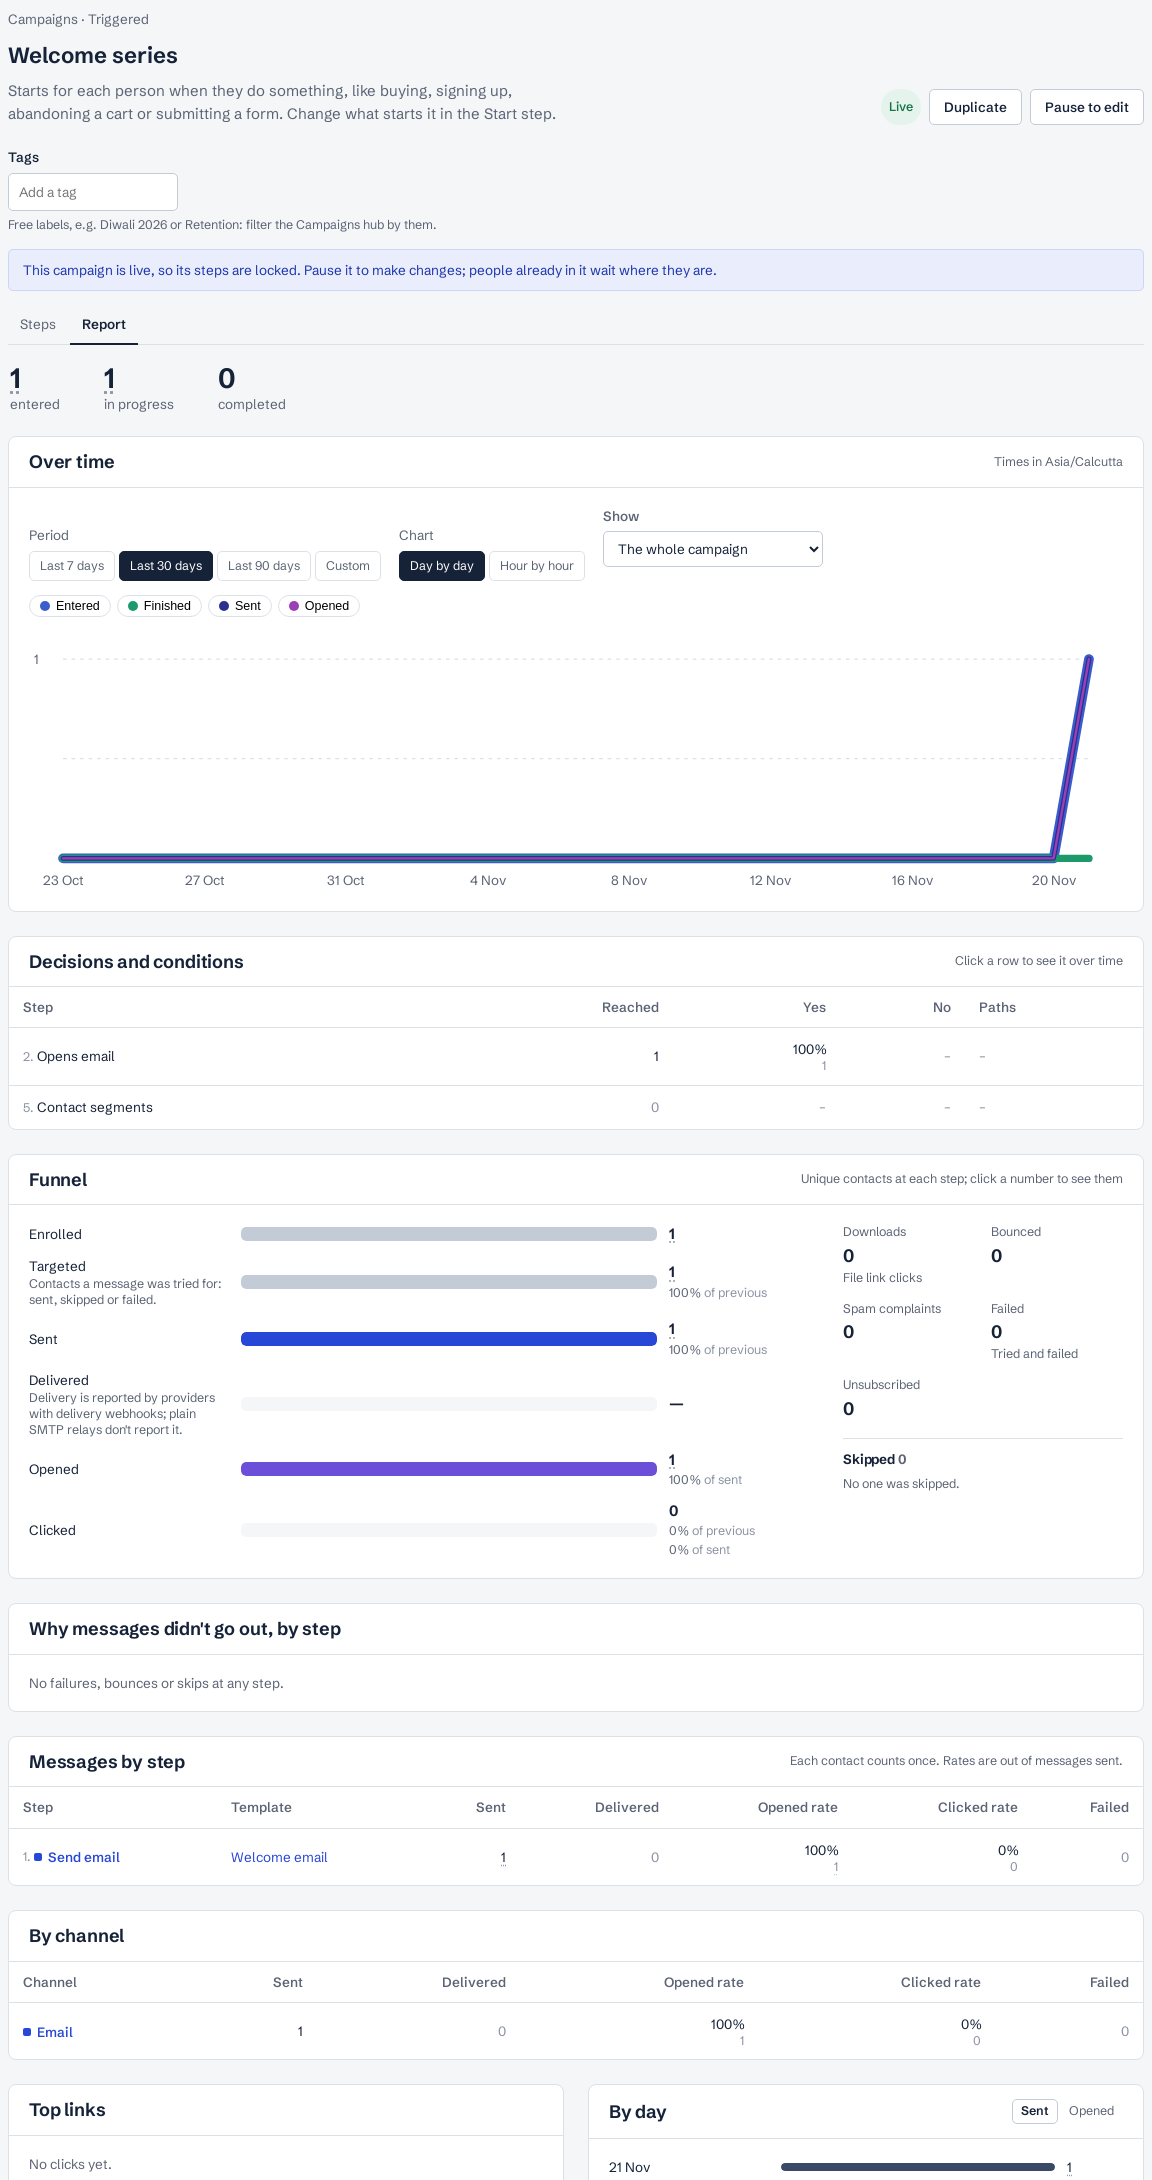 Campaigns · Triggered
Welcome series
Starts for each person when they do something, like buying, signing up,
abandoning a cart or submitting a form. Change what starts it in the Start step.
Live
Duplicate
Pause to edit
Tags
Add a tag
Free labels, e.g. Diwali 2026 or Retention: filter the Campaigns hub by them.
This campaign is live, so its steps are locked. Pause it to make changes; people already in it wait where they are.
Steps
Report
1
entered
1
in progress
0
completed
Over time
Times in Asia/Calcutta
Period
Last 7 days
Last 30 days
Last 90 days
Custom
Chart
Day by day
Hour by hour
Show
The whole campaign
Entered
Finished
Sent
Opened
1
23 Oct
27 Oct
31 Oct
4 Nov
8 Nov
12 Nov
16 Nov
20 Nov
Decisions and conditions
Click a row to see it over time
Step Reached Yes No Paths
2. Opens email 1 100% – –
1
5. Contact segments 0 – – –
Funnel
Unique contacts at each step; click a number to see them
Enrolled
1
Targeted
Contacts a message was tried for:
sent, skipped or failed.
1
100% of previous
Sent
1
100% of previous
Delivered
Delivery is reported by providers
with delivery webhooks; plain
SMTP relays don't report it.
—
Opened
1
100% of sent
Clicked
0
0% of previous
0% of sent
Downloads
0
File link clicks
Bounced
0
Spam complaints
0
Failed
0
Tried and failed
Unsubscribed
0
Skipped 0
No one was skipped.
Why messages didn't go out, by step
No failures, bounces or skips at any step.
Messages by step
Each contact counts once. Rates are out of messages sent.
Step Template Sent Delivered Opened rate Clicked rate Failed
1. Send email Welcome email 1 0 100% 0% 0
1 0
By channel
Channel Sent Delivered Opened rate Clicked rate Failed
Email 1 0 100% 0% 0
1 0
Top links
No clicks yet.
By day
Sent
Opened
21 Nov
1